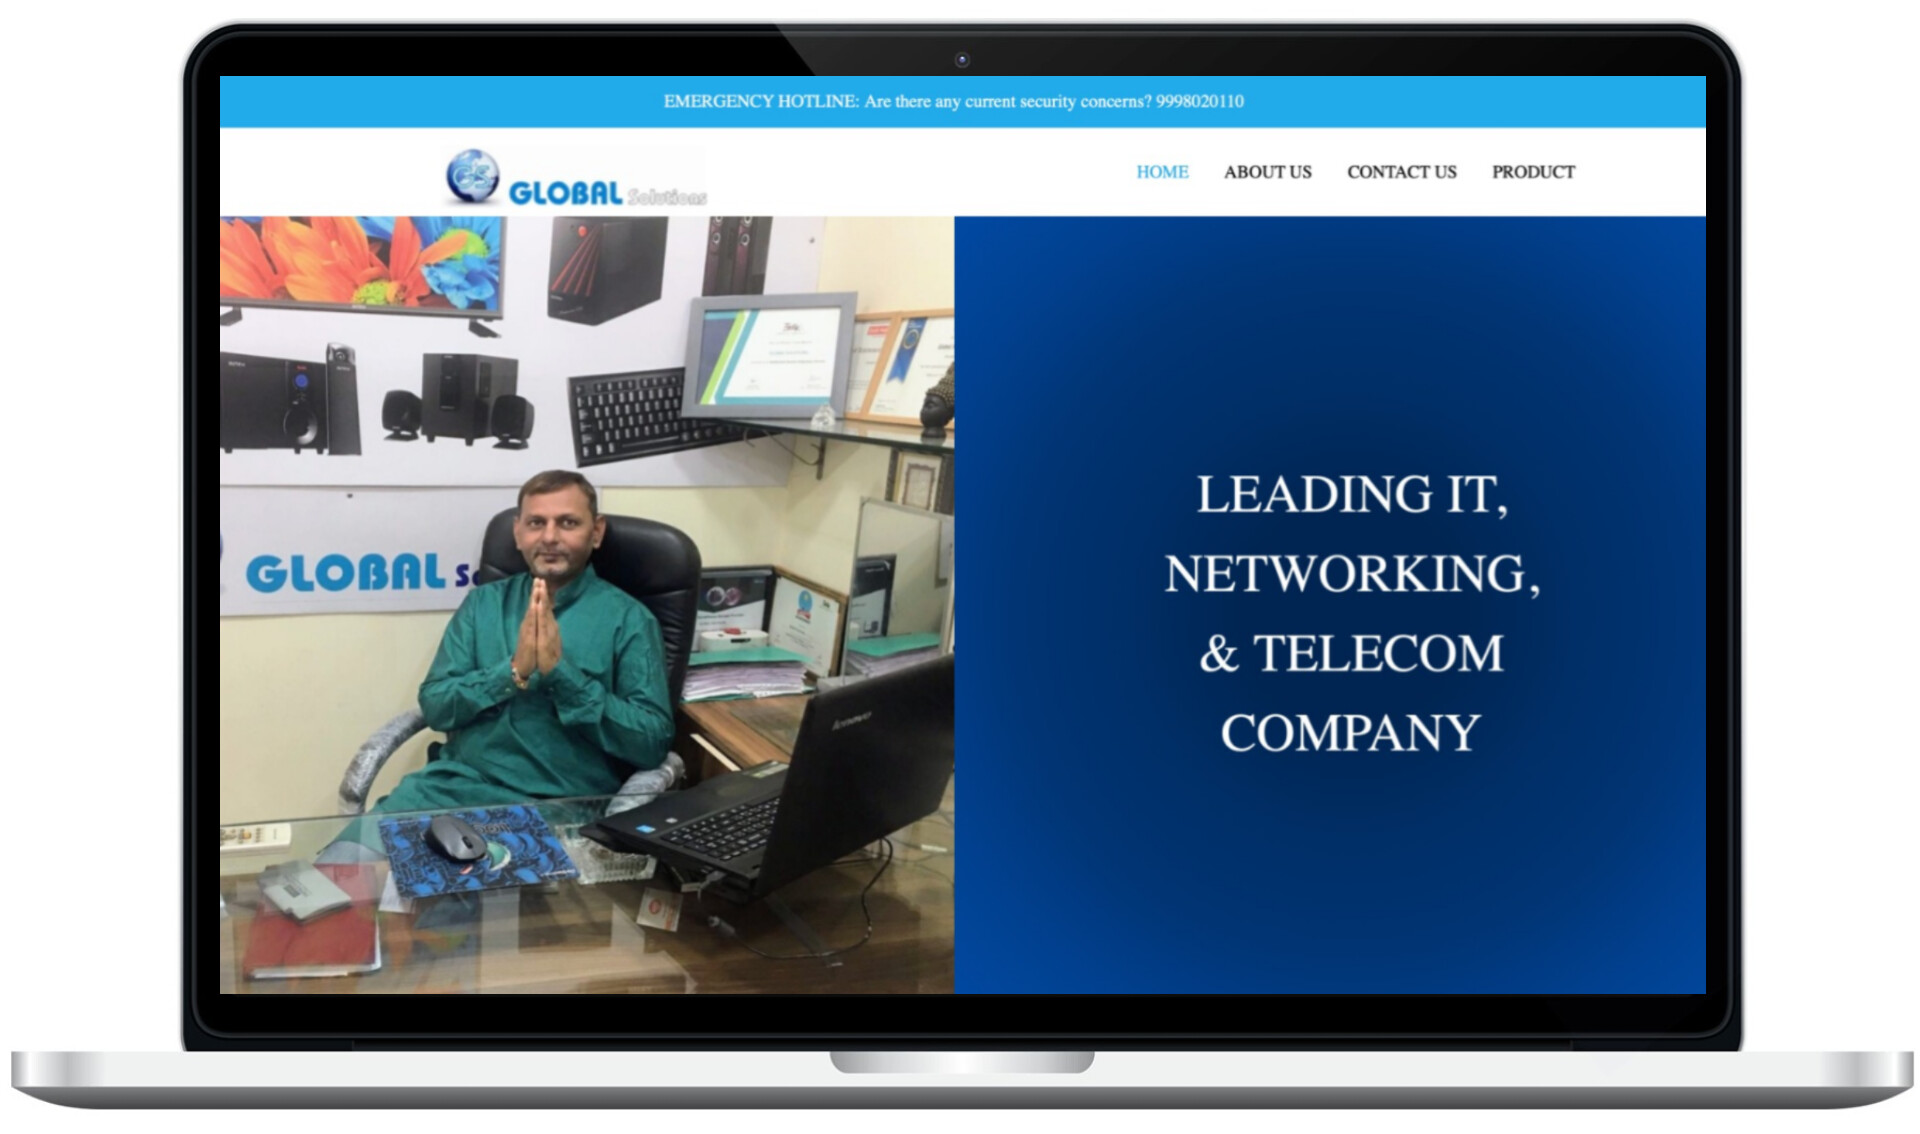 EMERGENCY HOTLINE: Are there any current security concerns? 9998020110
GS
GLOBAL Solutions
HOME ABOUT US CONTACT US PRODUCT
GLOBAL
lenovo
LEADING IT,
NETWORKING,
& TELECOM
COMPANY